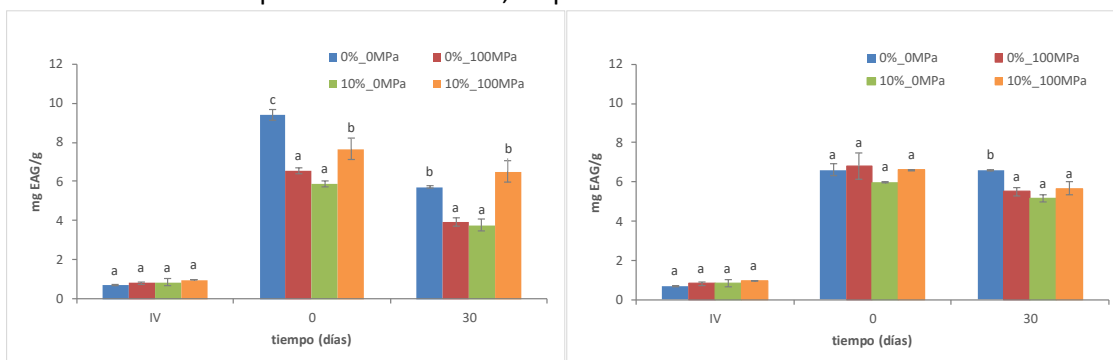 0%_0MPa 0%_100MPa
10%_0MPa 10%_100MPa
12
10
8
6
4
2
0
mg EAG/g
a a a a
c a a b
b a a b
IV 0 30
tiempo (días)
0%_0MPa 0%_100MPa
10%_0MPa 10%_100MPa
12
10
8
6
4
2
0
mg EAG/g
a a a a
a a a a
b a a a
IV 0 30
tiempo (días)